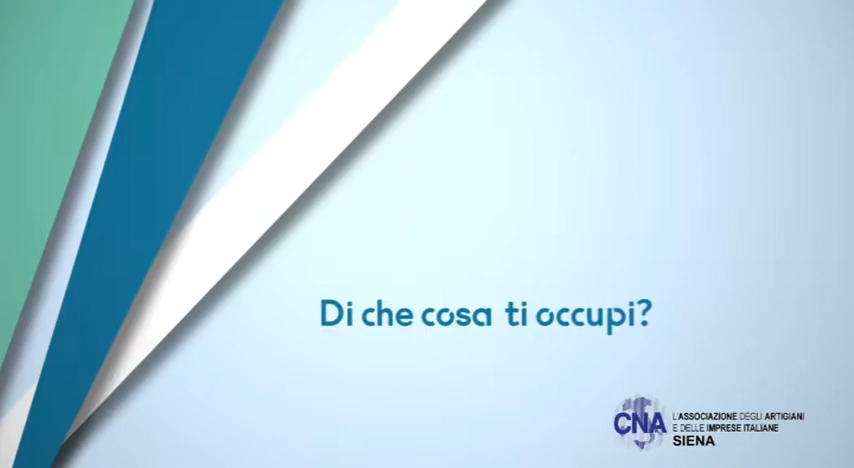 Di che cosa ti occupi?
CNA
L'ASSOCIAZIONE DEGLI ARTIGIANI
E DELLE IMPRESE ITALIANE
SIENA